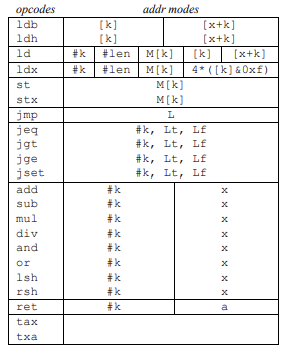 opcodes addr modes
ldb [k] [x+k]
ldh [k] [x+k]
ld #k #len M[k] [k] [x+k]
ldx #k #len M[k] 4*([k]&0xf)
st M[k]
stx M[k]
jmp L
jeq #k, Lt, Lf
jgt #k, Lt, Lf
jge #k, Lt, Lf
jset #k, Lt, Lf
add #k x
sub #k x
mul #k x
div #k x
and #k x
or #k x
lsh #k x
rsh #k x
ret #k a
tax
txa